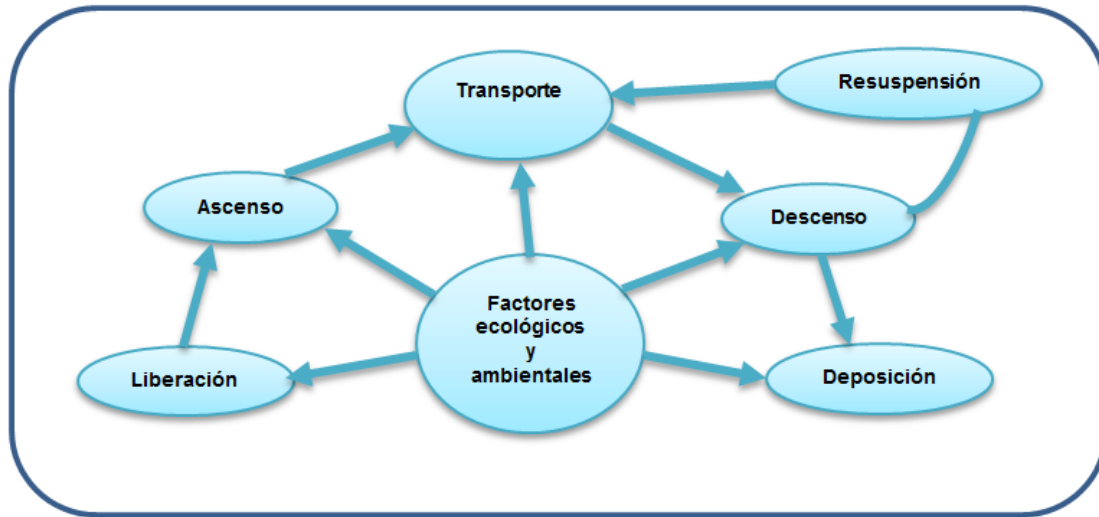 Transporte
Resuspensión
Ascenso
Descenso
Factores
ecológicos
y
ambientales
Liberación
Deposición